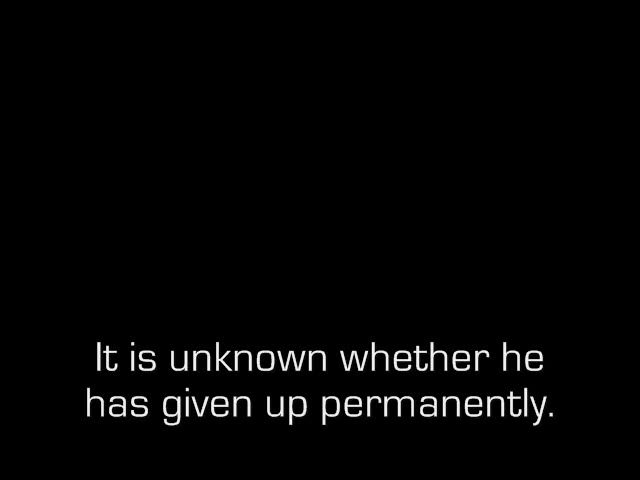 It is unknown whether he
has given up permanently.